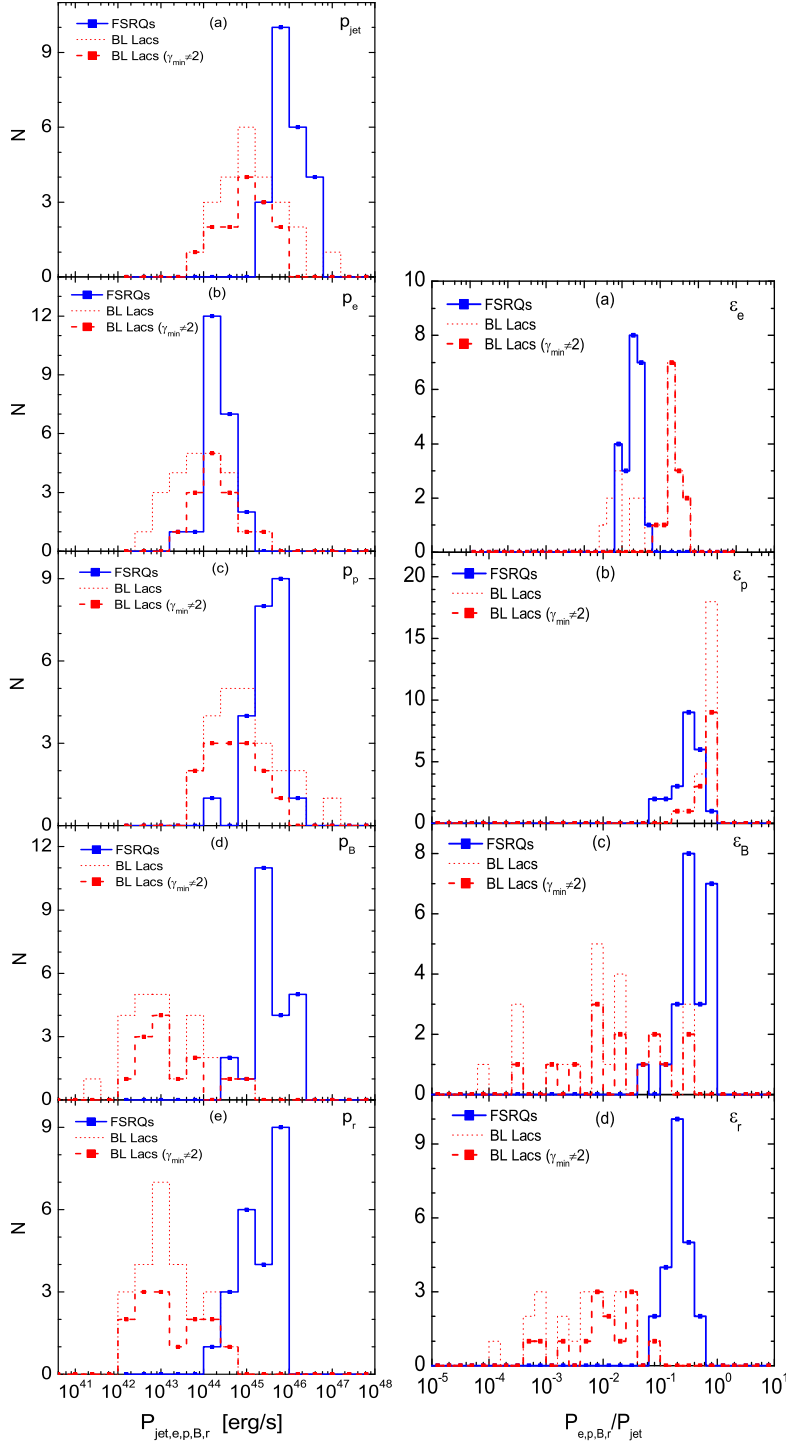 (a)
P_jet
FSRQs
BL Lacs
BL Lacs (γ_min≠2)
N
9
6
3
0
(b)
P_e
FSRQs
BL Lacs
BL Lacs (γ_min≠2)
N
12
9
6
3
0
(c)
P_p
FSRQs
BL Lacs
BL Lacs (γ_min≠2)
N
9
6
3
0
(d)
P_B
FSRQs
BL Lacs
BL Lacs (γ_min≠2)
N
12
9
6
3
0
(e)
P_r
FSRQs
BL Lacs
BL Lacs (γ_min≠2)
N
9
6
3
0
10^41 10^42 10^43 10^44 10^45 10^46 10^47 10^48
P_jet,e,p,B,r [erg/s]
(a)
ε_e
FSRQs
BL Lacs
BL Lacs (γ_min≠2)
10
8
6
4
2
0
(b)
ε_p
FSRQs
BL Lacs
BL Lacs (γ_min≠2)
20
15
10
5
0
(c)
ε_B
FSRQs
BL Lacs
BL Lacs (γ_min≠2)
8
6
4
2
0
(d)
ε_r
FSRQs
BL Lacs
BL Lacs (γ_min≠2)
9
6
3
0
10^-5 10^-4 10^-3 10^-2 10^-1 10^0 10^1
P_e,p,B,r/P_jet